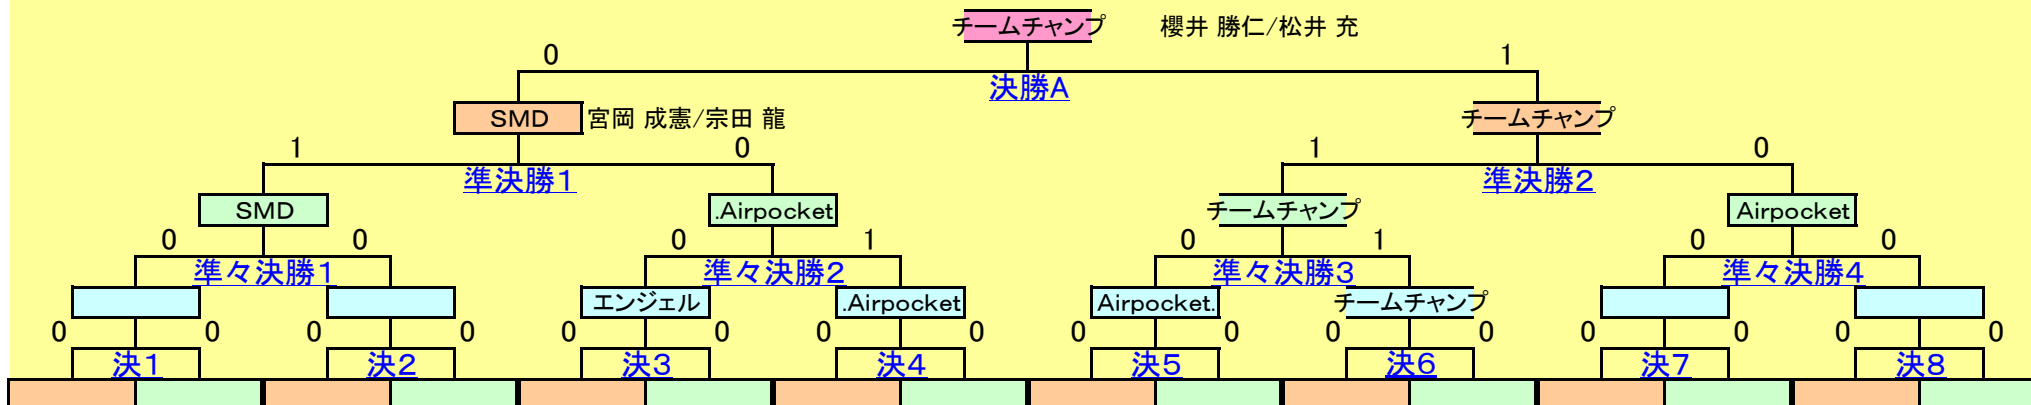 チームチャンプ 櫻井 勝仁/松井 充
0 1
決勝A
SMD 宮岡 成憲/宗田 龍 チームチャンプ
1 0 1 0
準決勝1 準決勝2
SMD .Airpocket チームチャンプ Airpocket
0 0 0 1 0 1 0 0
準々決勝1 準々決勝2 準々決勝3 準々決勝4
エンジェル .Airpocket Airpocket. チームチャンプ
0 0 0 0 0 0 0 0 0 0 0 0 0 0 0 0
決1 決2 決3 決4 決5 決6 決7 決8